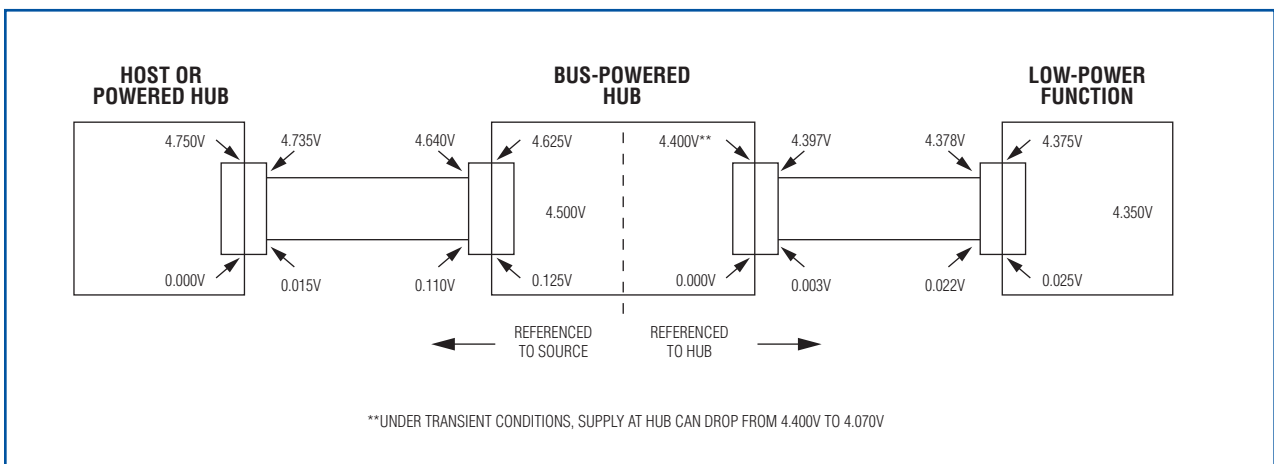 HOST OR
POWERED HUB
BUS-POWERED
HUB
LOW-POWER
FUNCTION
4.750V
4.735V
4.640V
4.625V
4.400V**
4.397V
4.378V
4.375V
4.500V
4.350V
0.000V
0.015V
0.110V
0.125V
0.000V
0.003V
0.022V
0.025V
REFERENCED
TO SOURCE
REFERENCED
TO HUB
**UNDER TRANSIENT CONDITIONS, SUPPLY AT HUB CAN DROP FROM 4.400V TO 4.070V